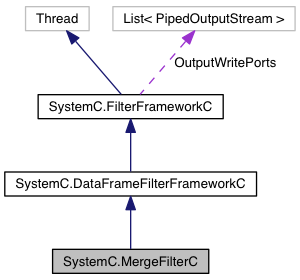 Thread
List< PipedOutputStream >
OutputWritePorts
SystemC.FilterFrameworkC
SystemC.DataFrameFilterFrameworkC
SystemC.MergeFilterC